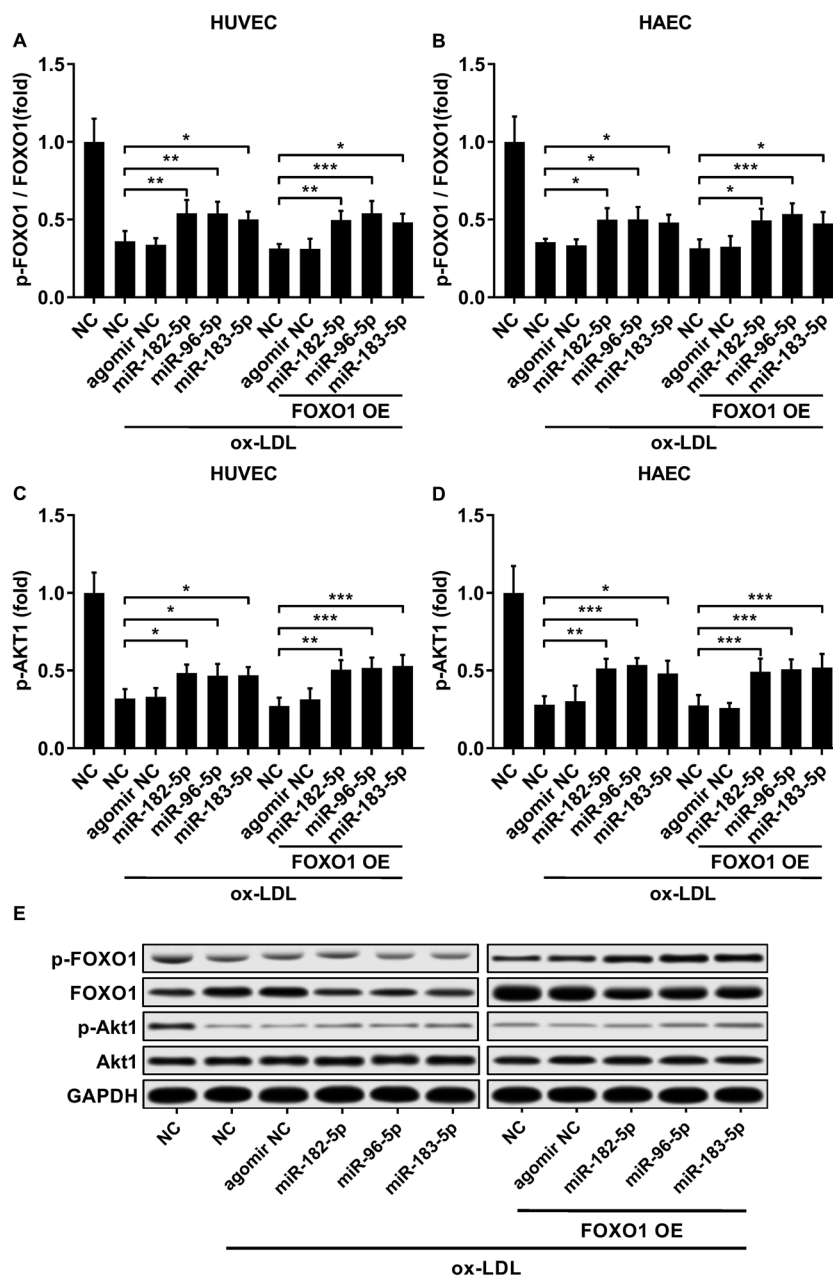 A
HUVEC
p-FOXO1 / FOXO1(fold)
1.5
1.0
0.5
0.0
*
**
**
*
***
**
NC
NC
agomir NC
miR-182-5p
miR-96-5p
miR-183-5p
NC
agomir NC
miR-182-5p
miR-96-5p
miR-183-5p
FOXO1 OE
ox-LDL
B
HAEC
p-FOXO1 / FOXO1(fold)
1.5
1.0
0.5
0.0
*
*
*
*
***
*
NC
NC
agomir NC
miR-182-5p
miR-96-5p
miR-183-5p
NC
agomir NC
miR-182-5p
miR-96-5p
miR-183-5p
FOXO1 OE
ox-LDL
C
HUVEC
p-AKT1 (fold)
1.5
1.0
0.5
0.0
*
*
*
***
***
**
NC
NC
agomir NC
miR-182-5p
miR-96-5p
miR-183-5p
NC
agomir NC
miR-182-5p
miR-96-5p
miR-183-5p
FOXO1 OE
ox-LDL
D
HAEC
p-AKT1 (fold)
1.5
1.0
0.5
0.0
*
***
**
***
***
***
NC
NC
agomir NC
miR-182-5p
miR-96-5p
miR-183-5p
NC
agomir NC
miR-182-5p
miR-96-5p
miR-183-5p
FOXO1 OE
ox-LDL
E
p-FOXO1
FOXO1
p-Akt1
Akt1
GAPDH
NC
NC
agomir NC
miR-182-5p
miR-96-5p
miR-183-5p
NC
agomir NC
miR-182-5p
miR-96-5p
miR-183-5p
FOXO1 OE
ox-LDL